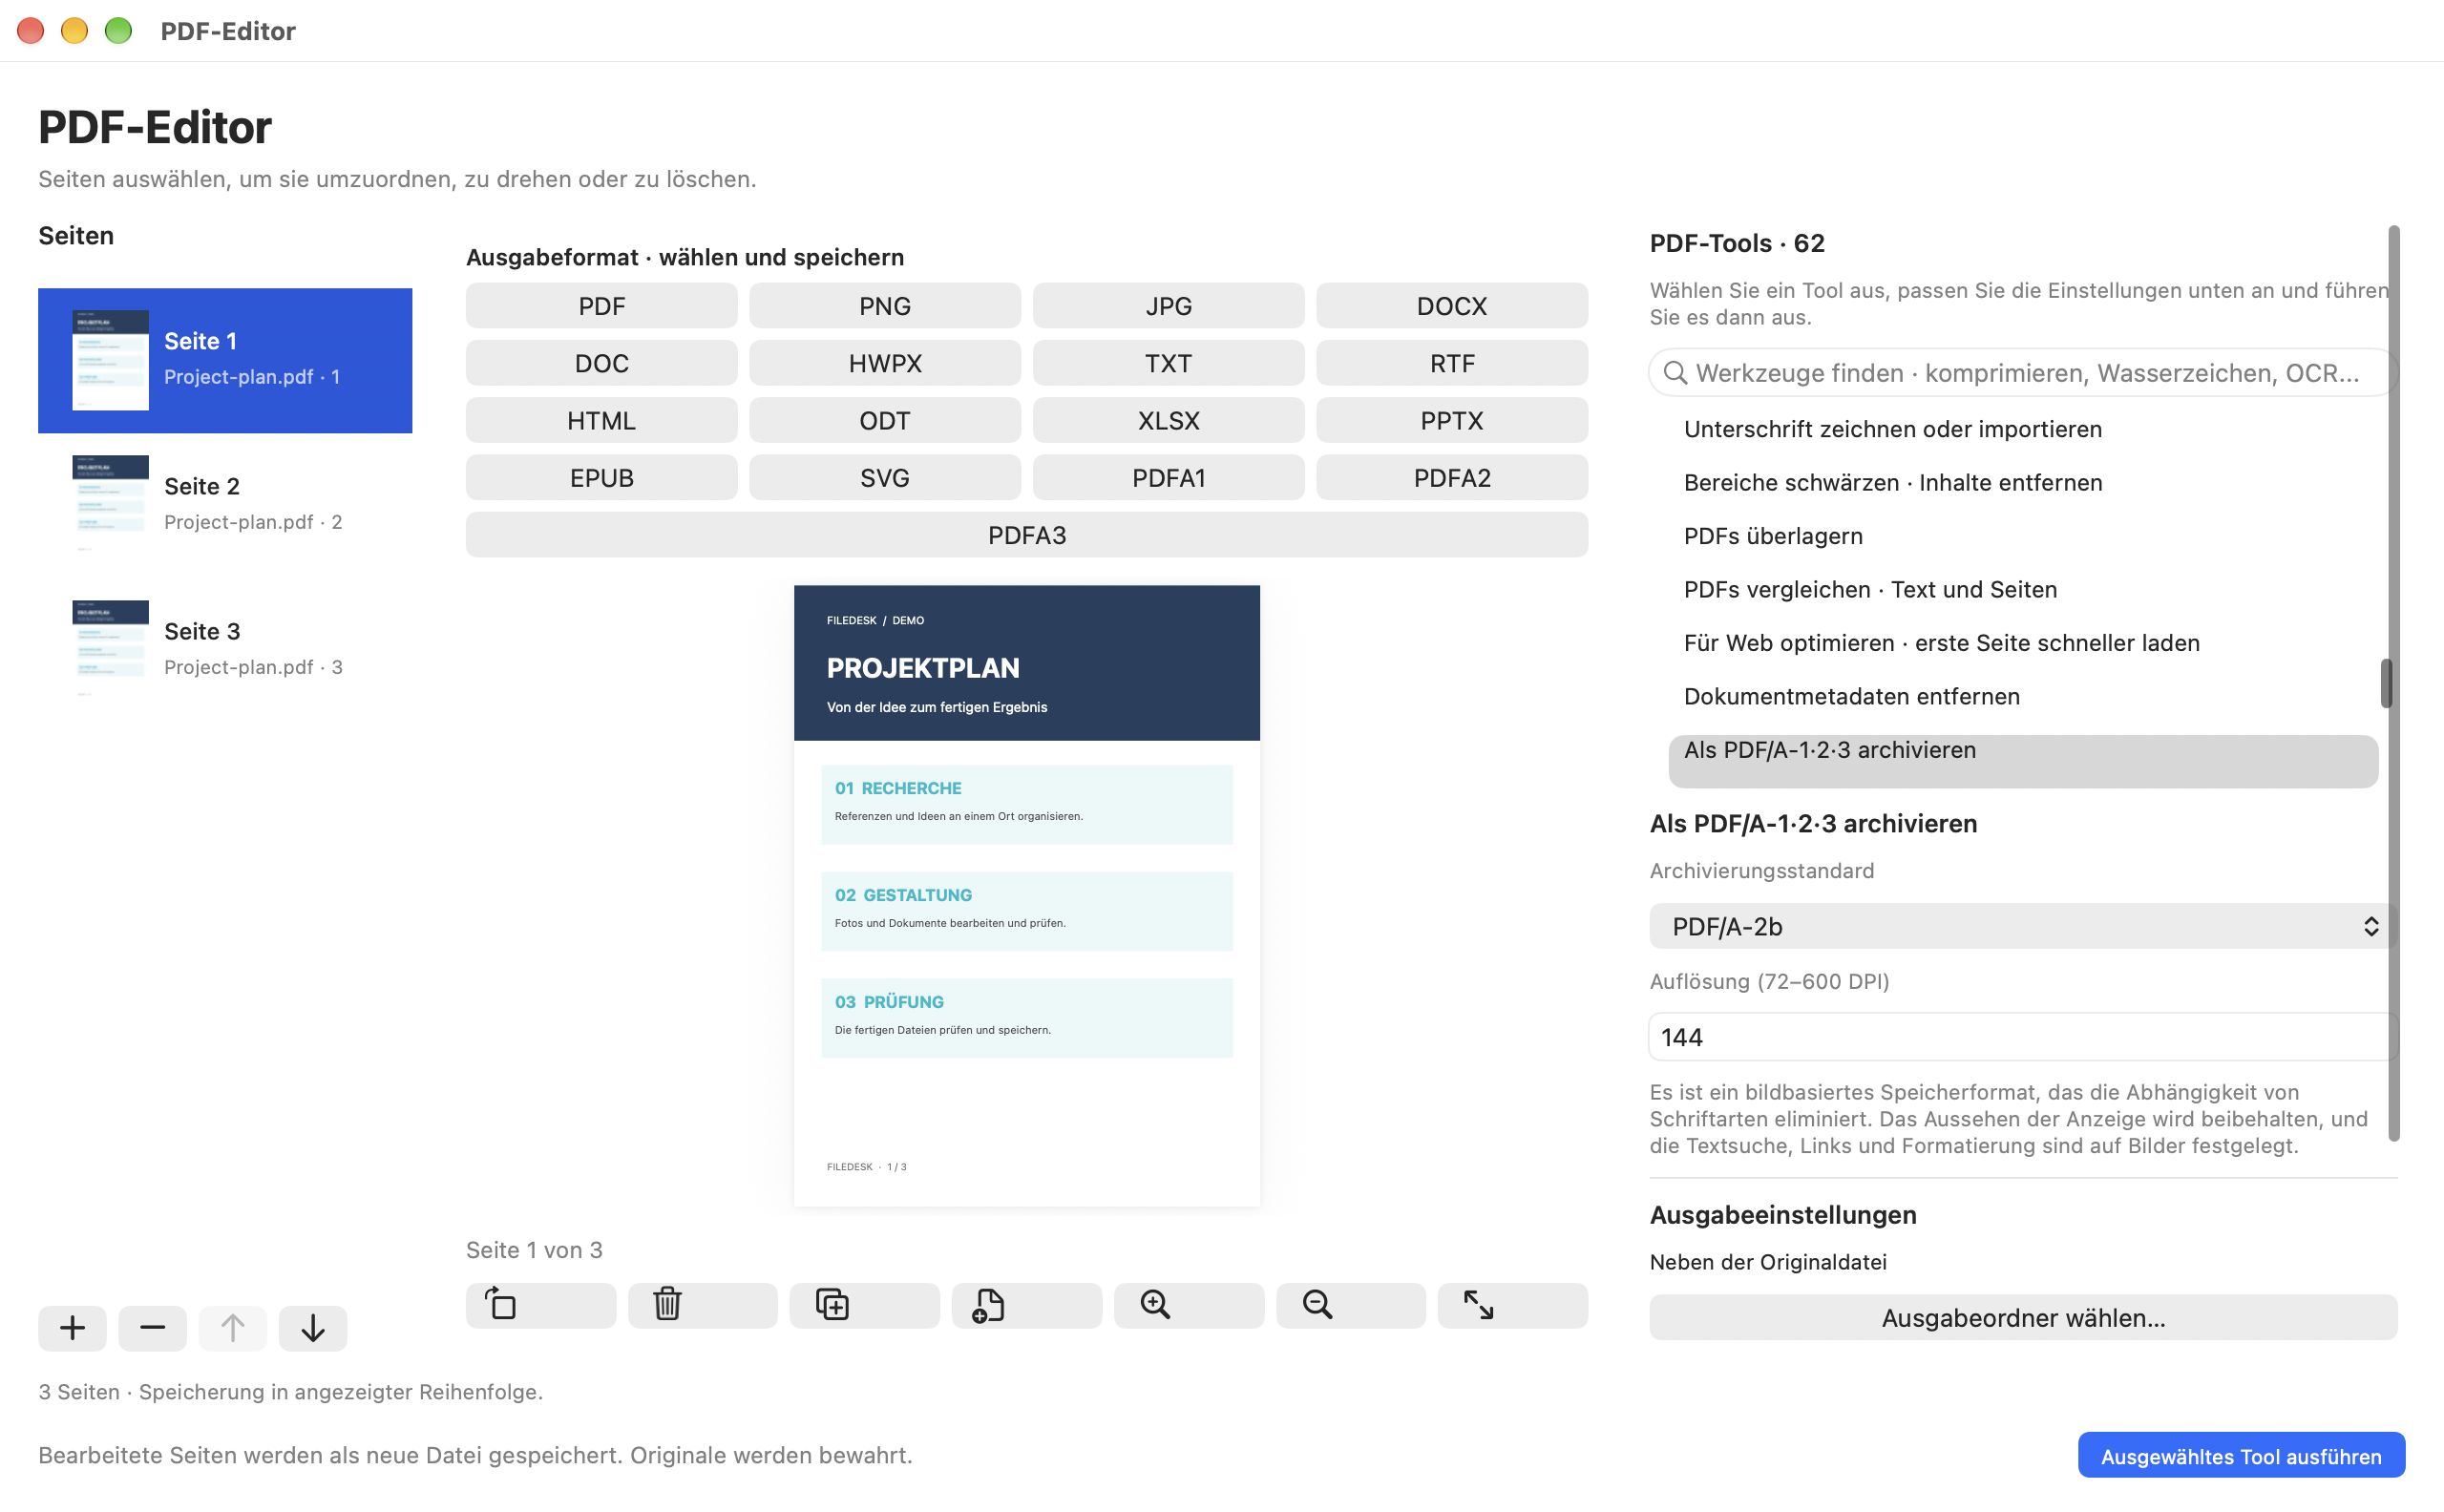 PDF-Editor
PDF-Editor
Seiten auswählen, um sie umzuordnen, zu drehen oder zu löschen.
Seiten
Seite 1
Project-plan.pdf · 1
Seite 2
Project-plan.pdf · 2
Seite 3
Project-plan.pdf · 3
3 Seiten · Speicherung in angezeigter Reihenfolge.
Bearbeitete Seiten werden als neue Datei gespeichert. Originale werden bewahrt.
Ausgabeformat · wählen und speichern
PDF PNG JPG DOCX
DOC HWPX TXT RTF
HTML ODT XLSX PPTX
EPUB SVG PDFA1 PDFA2
PDFA3
FILEDESK / DEMO
PROJEKTPLAN
Von der Idee zum fertigen Ergebnis
01 RECHERCHE
Referenzen und Ideen an einem Ort organisieren.
02 GESTALTUNG
Fotos und Dokumente bearbeiten und prüfen.
03 PRÜFUNG
Die fertigen Dateien prüfen und speichern.
FILEDESK · 1 / 3
Seite 1 von 3
PDF-Tools · 62
Wählen Sie ein Tool aus, passen Sie die Einstellungen unten an und führen
Sie es dann aus.
Werkzeuge finden · komprimieren, Wasserzeichen, OCR...
Unterschrift zeichnen oder importieren
Bereiche schwärzen · Inhalte entfernen
PDFs überlagern
PDFs vergleichen · Text und Seiten
Für Web optimieren · erste Seite schneller laden
Dokumentmetadaten entfernen
Als PDF/A-1·2·3 archivieren
Als PDF/A-1·2·3 archivieren
Archivierungsstandard
PDF/A-2b
Auflösung (72–600 DPI)
144
Es ist ein bildbasiertes Speicherformat, das die Abhängigkeit von
Schriftarten eliminiert. Das Aussehen der Anzeige wird beibehalten, und
die Textsuche, Links und Formatierung sind auf Bilder festgelegt.
Ausgabeeinstellungen
Neben der Originaldatei
Ausgabeordner wählen...
Ausgewähltes Tool ausführen